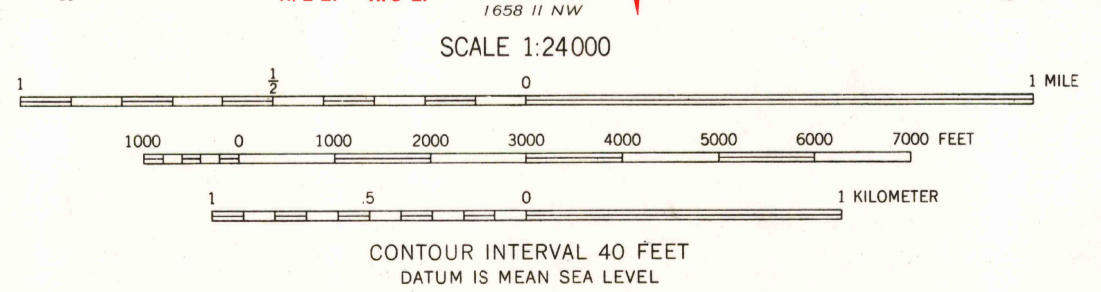 1658 II NW
SCALE 1:24000
1 1/2 0 1 MILE
1000 0 1000 2000 3000 4000 5000 6000 7000 FEET
1 .5 0 1 KILOMETER
CONTOUR INTERVAL 40 FEET
DATUM IS MEAN SEA LEVEL